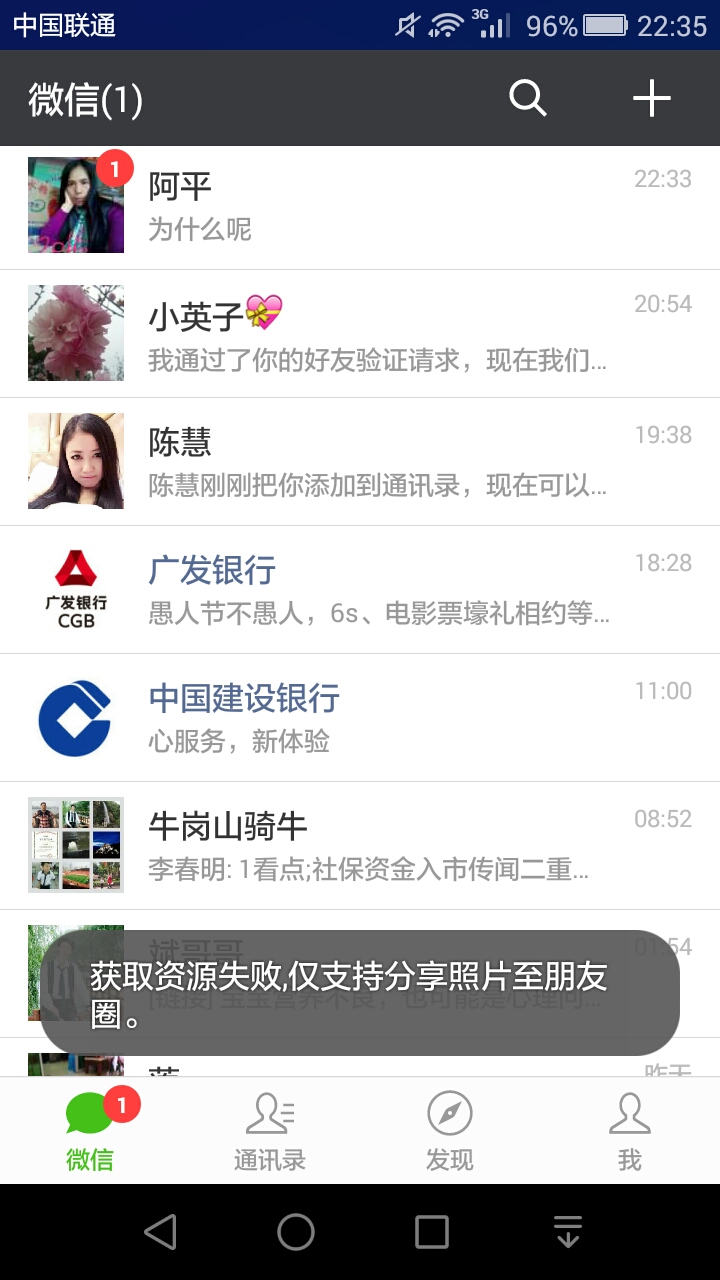 中国联通 3G 96% 22:35
微信(1)
1
阿平 22:33
为什么呢
小英子💝 20:54
我通过了你的好友验证请求，现在我们...
陈慧 19:38
陈慧刚刚把你添加到通讯录，现在可以...
广发银行
CGB
广发银行 18:28
愚人节不愚人，6s、电影票壕礼相约等...
中国建设银行 11:00
心服务，新体验
牛岗山骑牛 08:52
李春明: 1看点;社保资金入市传闻二重...
斌哥哥 01:54
[链接] 宝宝营养不良，也可能是心理问...
获取资源失败,仅支持分享照片至朋友
圈。
昨天
1
微信 通讯录 发现 我